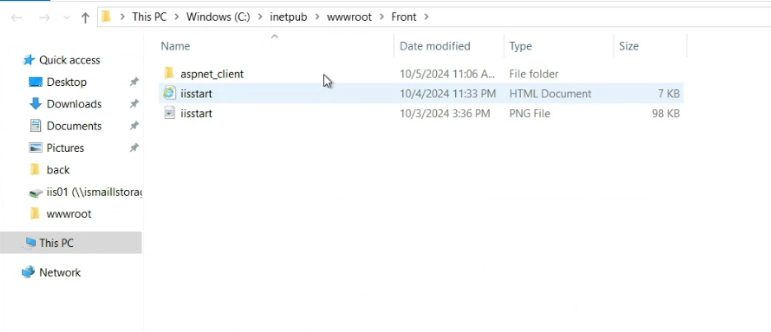 This PC > Windows (C:) > inetpub > wwwroot > Front >
Name Date modified Type Size
Quick access
Desktop
Downloads
Documents
Pictures
back
iis01 (\\ismaillstorag
wwwroot
This PC
Network
aspnet_client 10/5/2024 11:06 A... File folder
iisstart 10/4/2024 11:33 PM HTML Document 7 KB
iisstart 10/3/2024 3:36 PM PNG File 98 KB